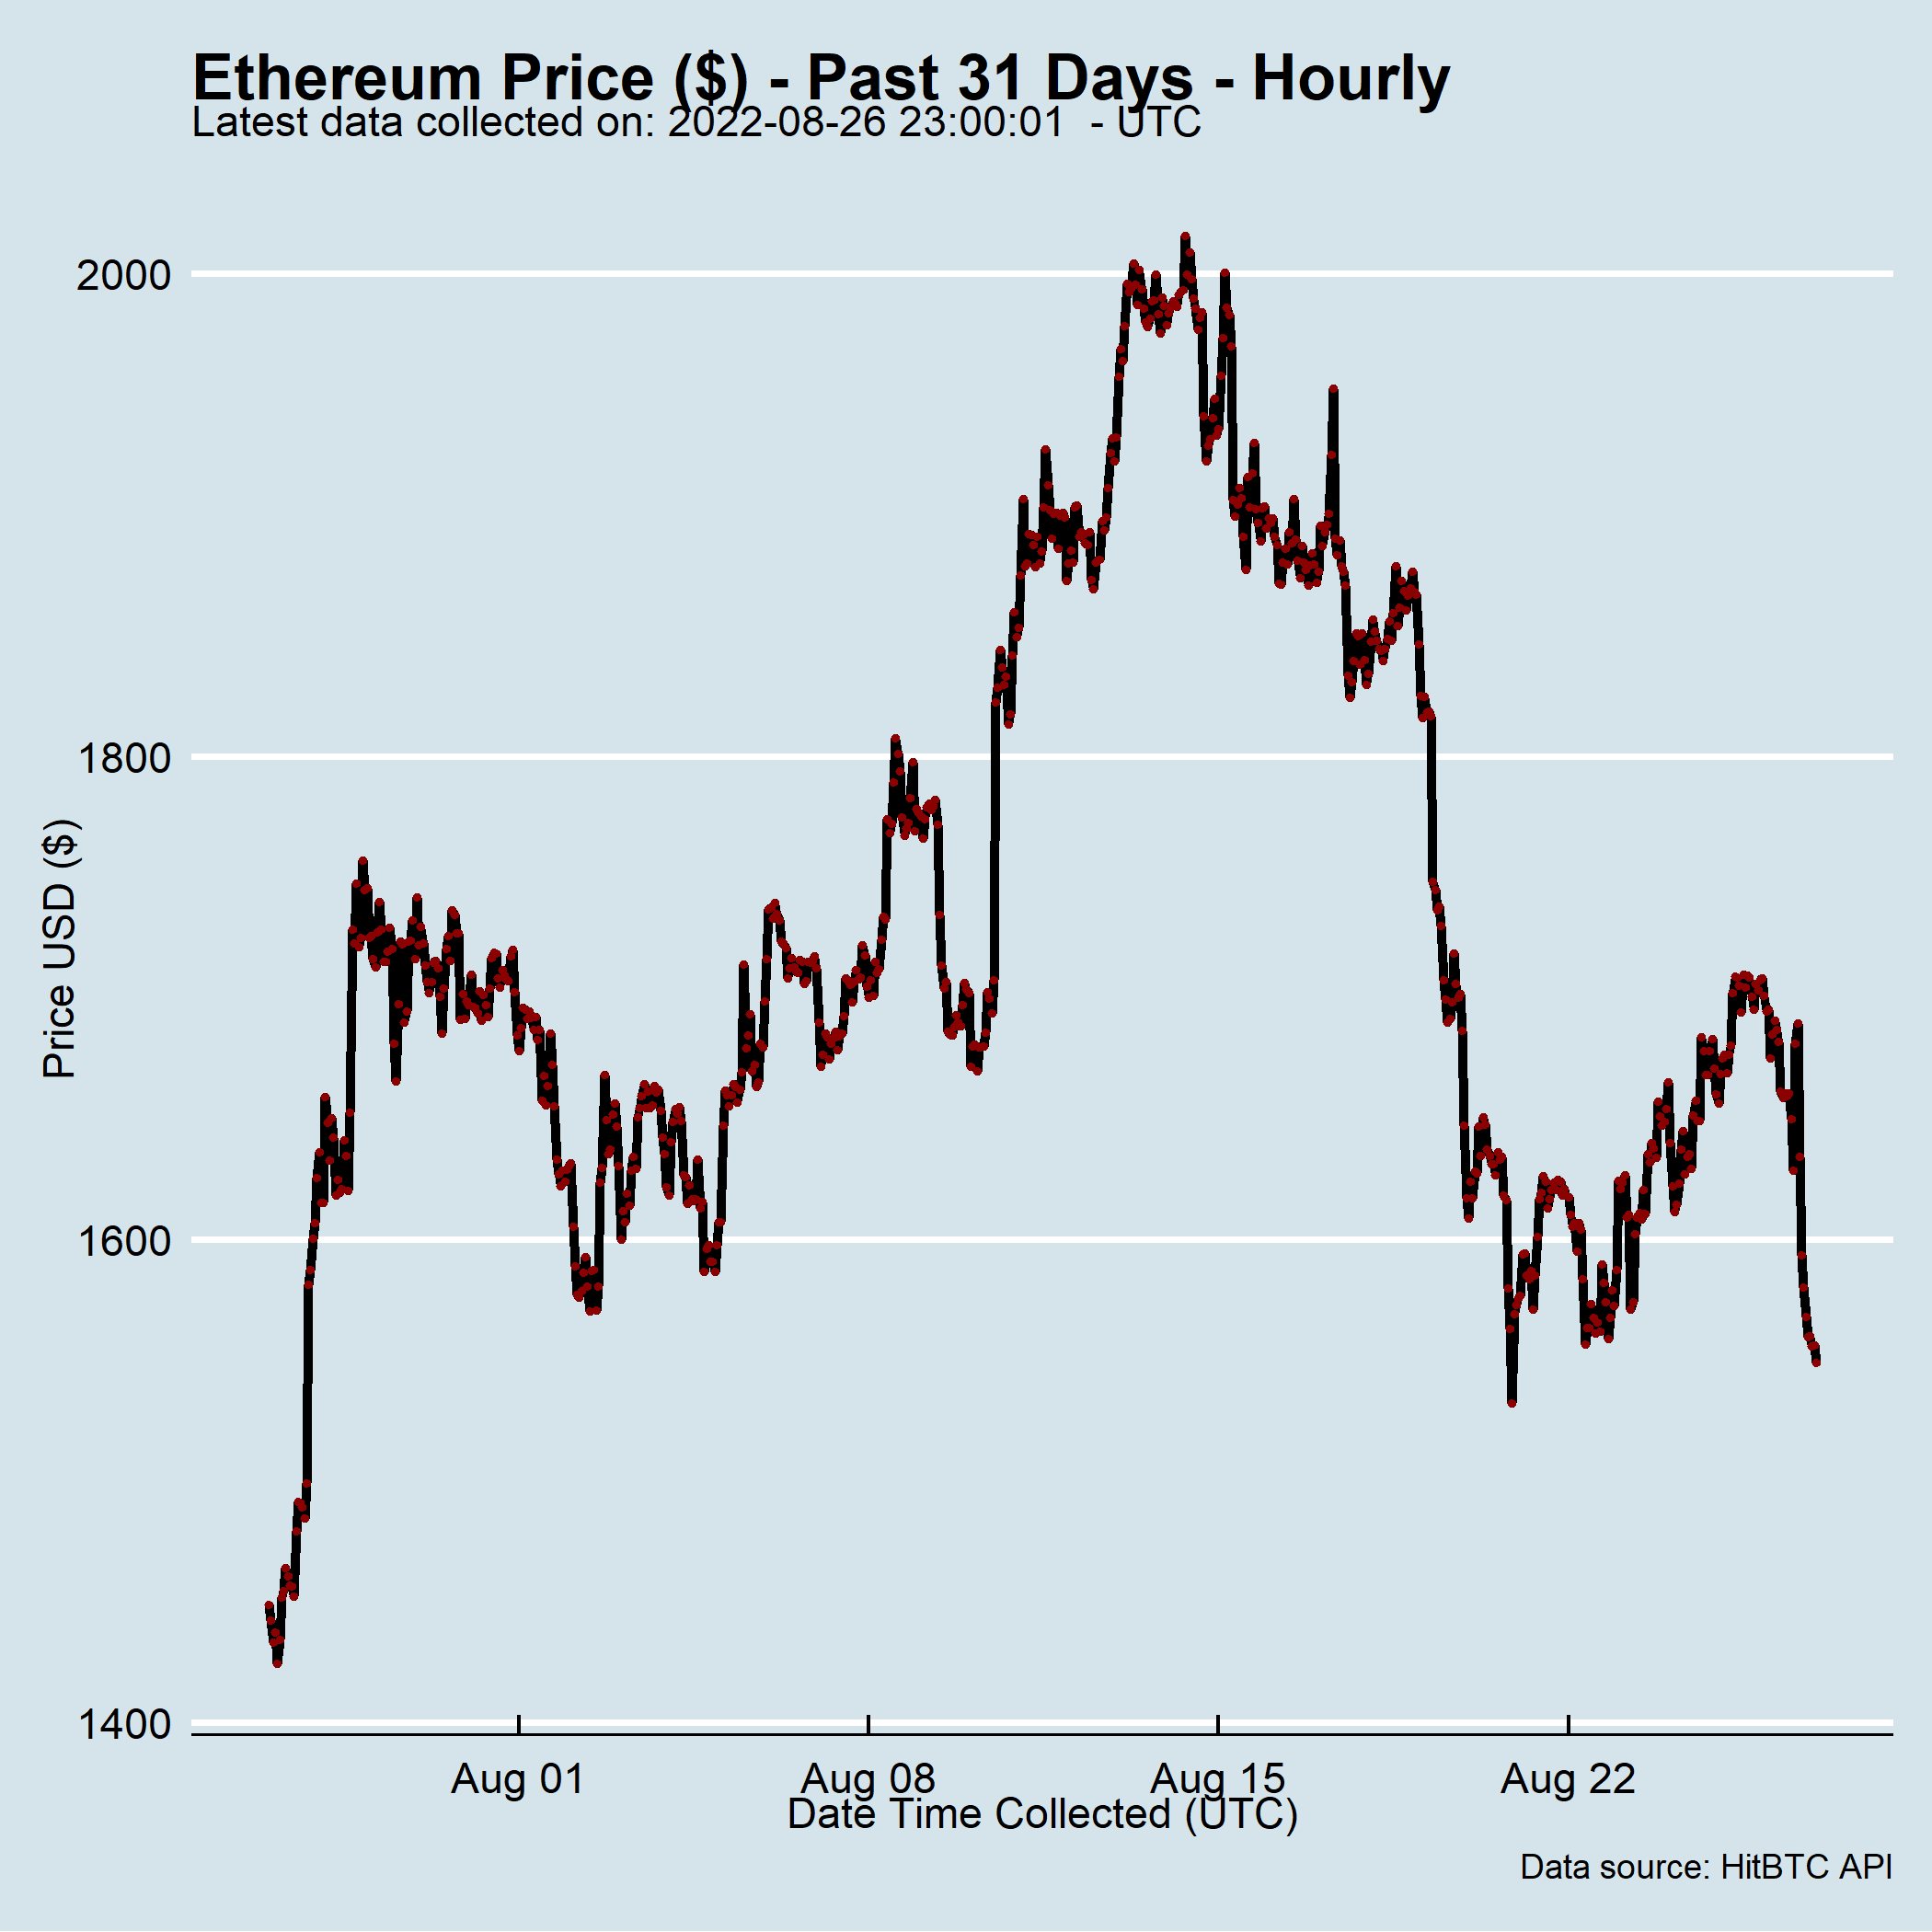 Ethereum Price ($) - Past 31 Days - Hourly
Latest data collected on: 2022-08-26 23:00:01  - UTC
Price USD ($)
2000
1800
1600
1400
Aug 01 Aug 08 Aug 15 Aug 22
Date Time Collected (UTC)
Data source: HitBTC API